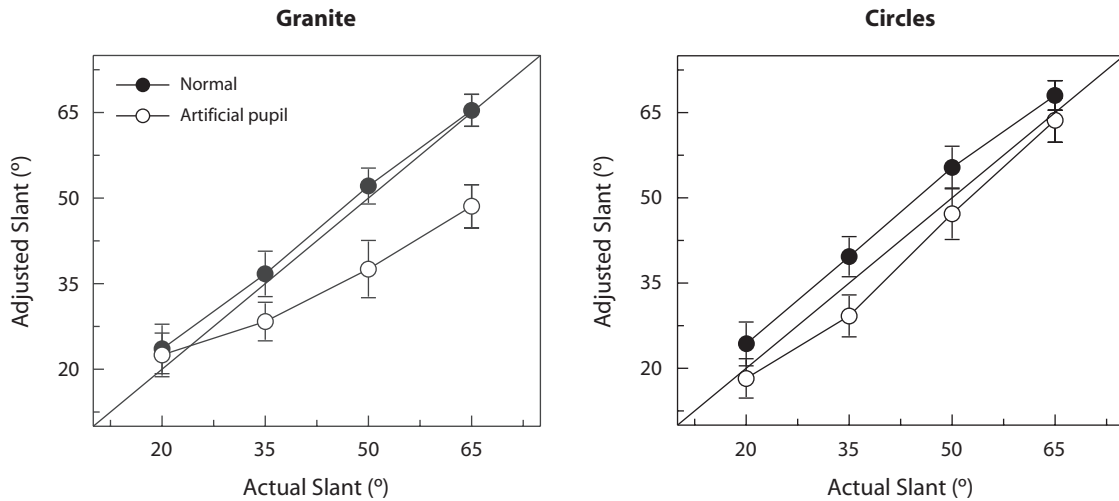 Granite
Normal
Artificial pupil
65
50
35
20
Adjusted Slant (º)
20 35 50 65
Actual Slant (º)
Circles
65
50
35
20
Adjusted Slant (º)
20 35 50 65
Actual Slant (º)